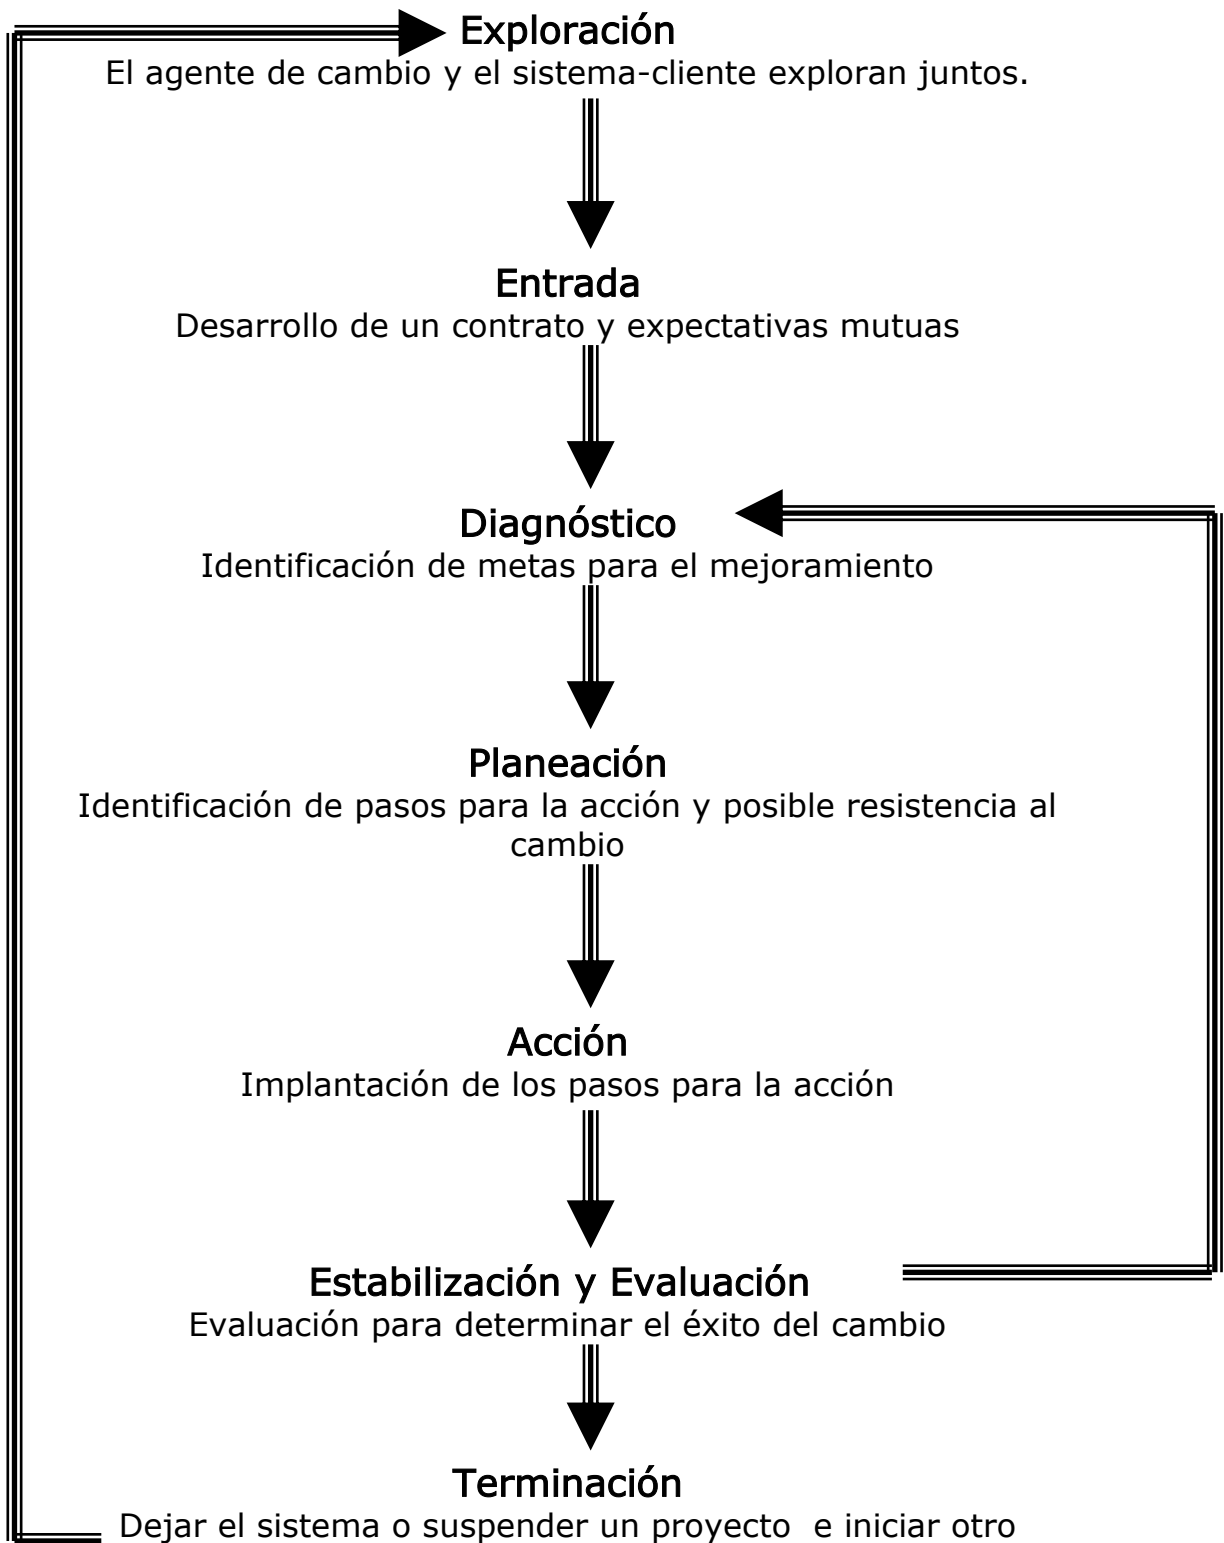 Exploración
El agente de cambio y el sistema-cliente exploran juntos.
Entrada
Desarrollo de un contrato y expectativas mutuas
Diagnóstico
Identificación de metas para el mejoramiento
Planeación
Identificación de pasos para la acción y posible resistencia al
cambio
Acción
Implantación de los pasos para la acción
Estabilización y Evaluación
Evaluación para determinar el éxito del cambio
Terminación
Dejar el sistema o suspender un proyecto  e iniciar otro